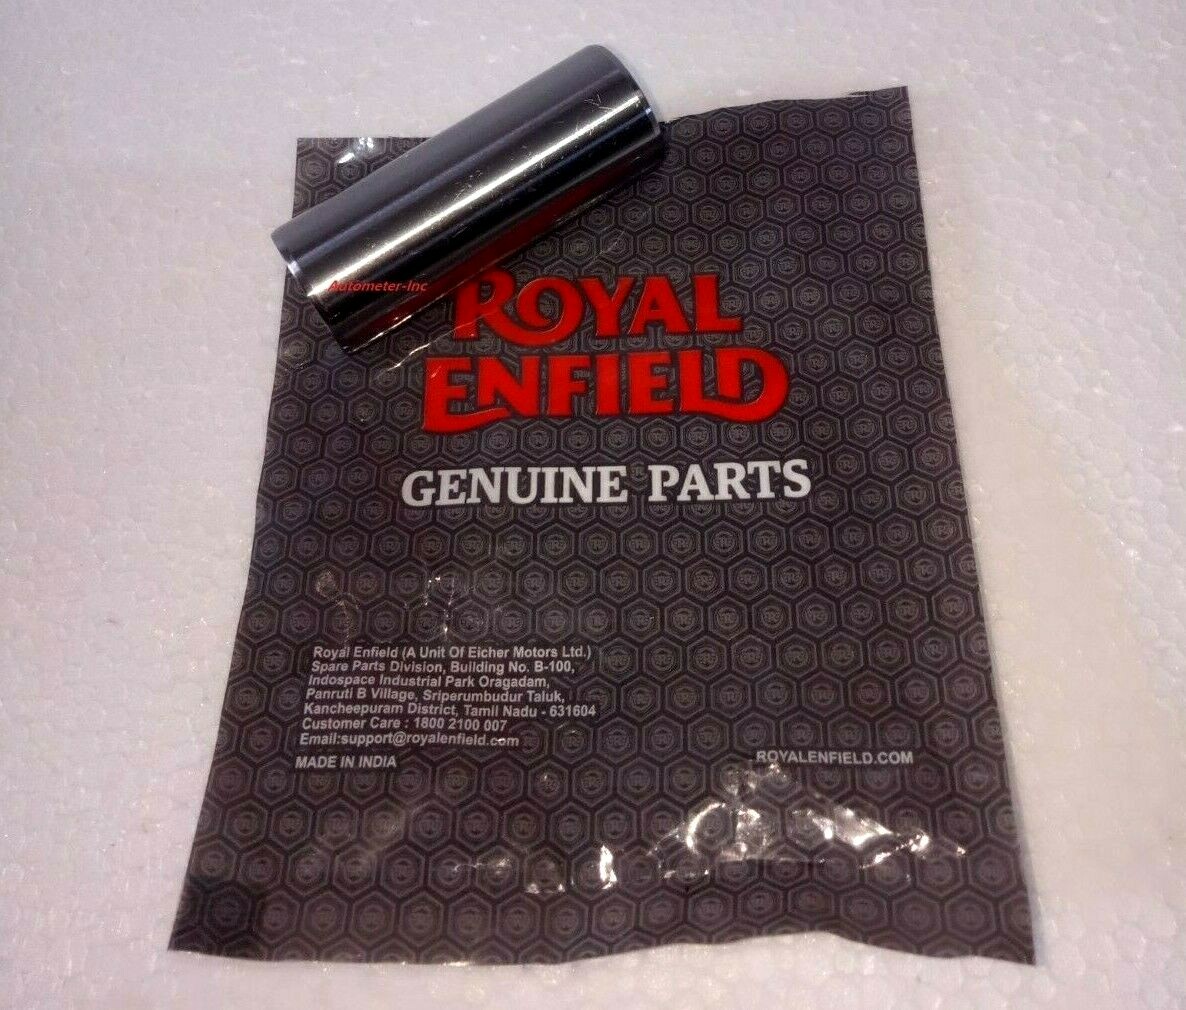 Autometer-Inc
ROYAL
ENFIELD
GENUINE PARTS
Royal Enfield (A Unit Of Eicher Motors Ltd.)
Spare Parts Division, Building No. B-100,
Indospace Industrial Park Oragadam,
Panruti B Village, Sriperumbudur Taluk,
Kancheepuram District, Tamil Nadu - 631604
Customer Care : 1800 2100 007
Email:support@royalenfield.com
MADE IN INDIA
ROYALENFIELD.COM